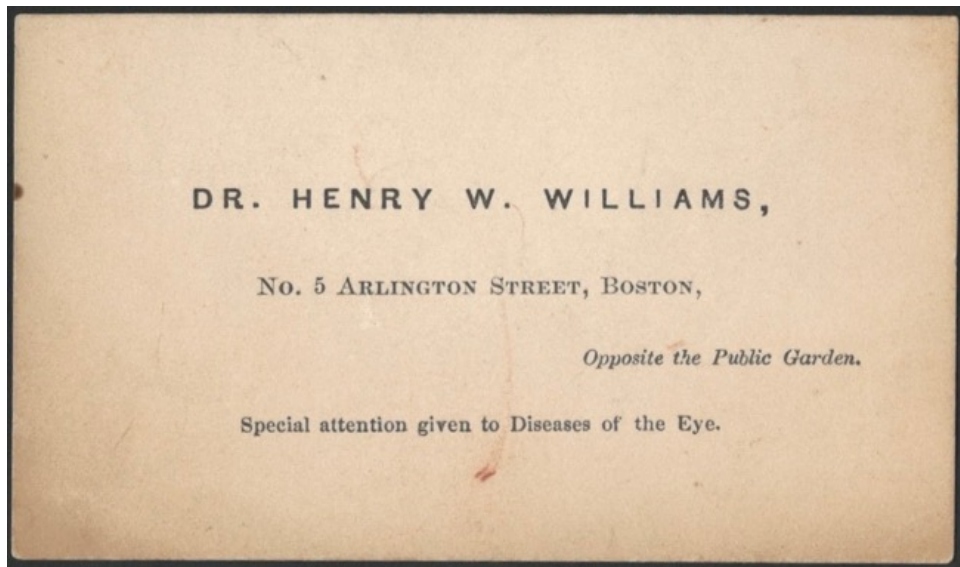 DR. HENRY W. WILLIAMS,
No. 5 Arlington Street, Boston,
Opposite the Public Garden.
Special attention given to Diseases of the Eye.